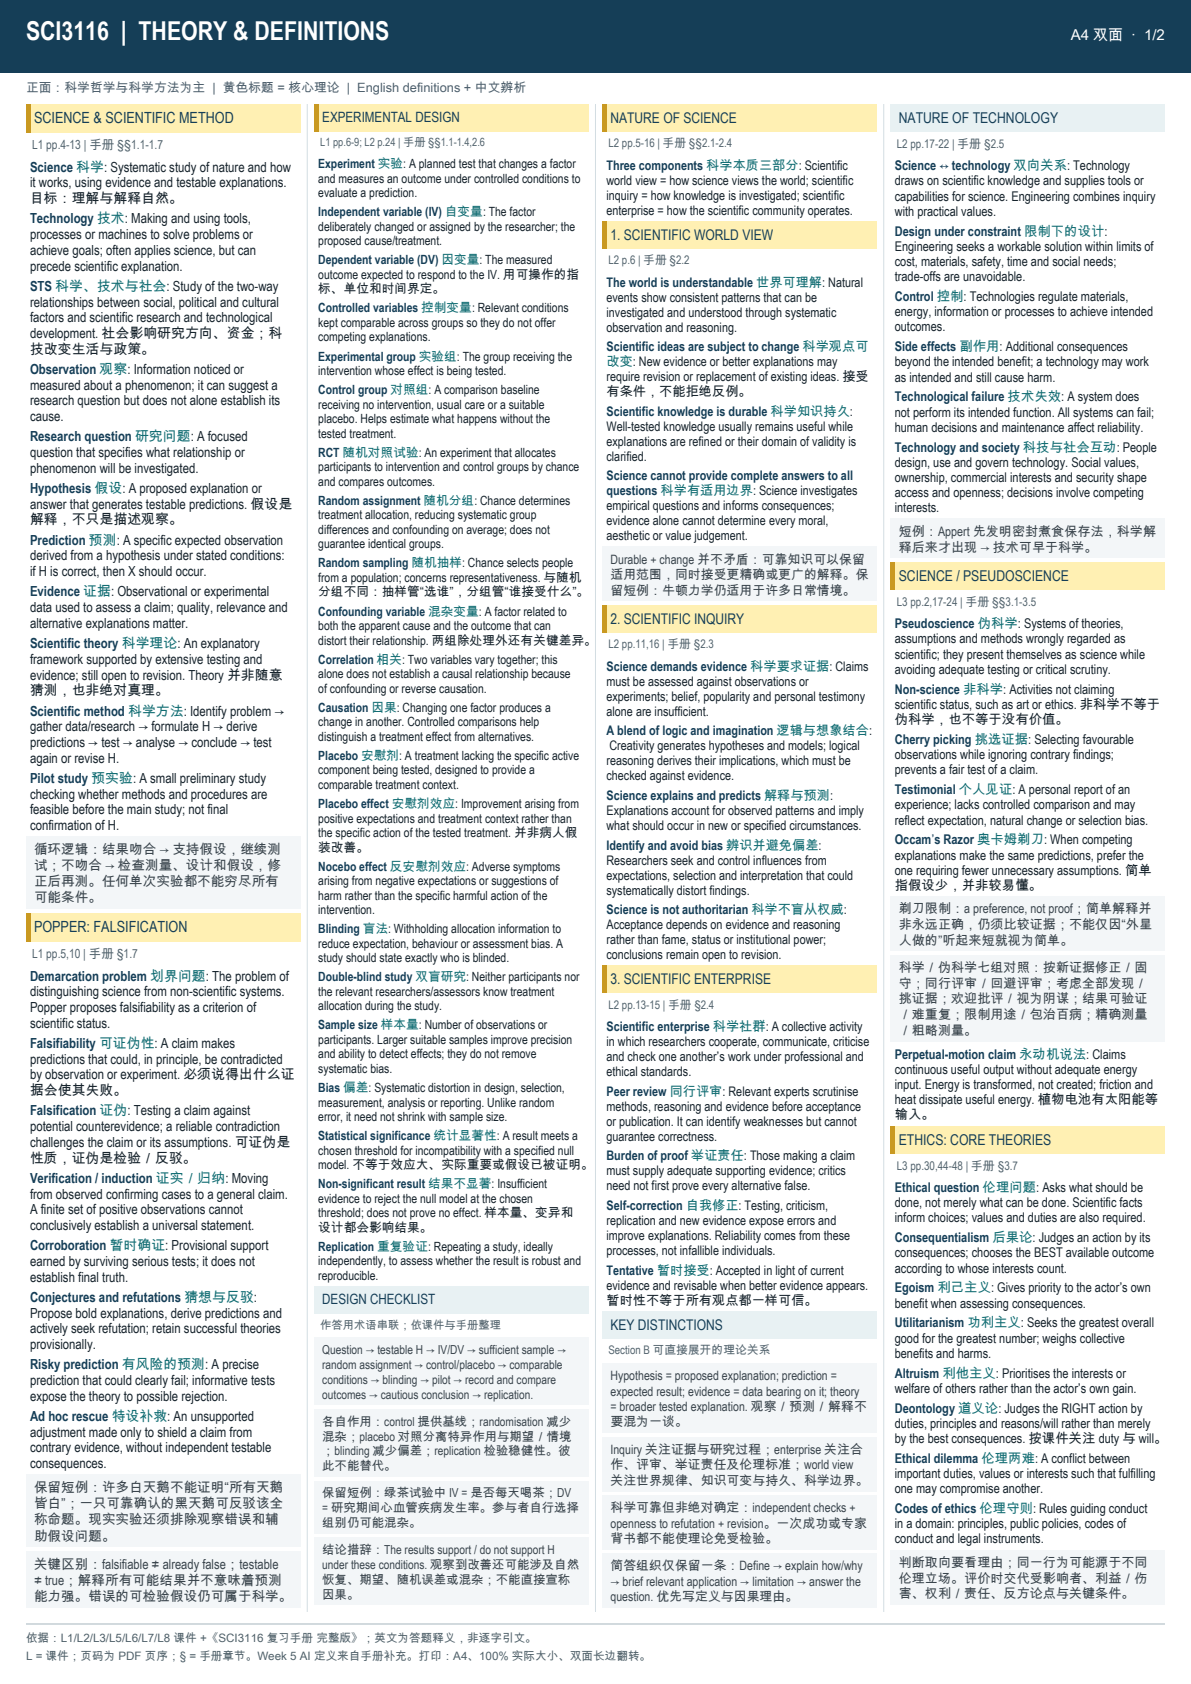 SCI3116 | THEORY & DEFINITIONS
A4 双面 · 1/2
正面：科学哲学与科学方法为主 | 黄色标题 = 核心理论 | English definitions + 中文辨析
SCIENCE & SCIENTIFIC METHOD
L1 pp.4-13 | 手册 §§1.1-1.7
Science 科学: Systematic study of nature and how
it works, using evidence and testable explanations.
目标：理解与解释自然。
Technology 技术: Making and using tools,
processes or machines to solve problems or
achieve goals; often applies science, but can
precede scientific explanation.
STS 科学、技术与社会: Study of the two-way
relationships between social, political and cultural
factors and scientific research and technological
development. 社会影响研究方向、资金；科
技改变生活与政策。
Observation 观察: Information noticed or
measured about a phenomenon; it can suggest a
research question but does not alone establish its
cause.
Research question 研究问题: A focused
question that specifies what relationship or
phenomenon will be investigated.
Hypothesis 假设: A proposed explanation or
answer that generates testable predictions. 假设是
解释，不只是描述观察。
Prediction 预测: A specific expected observation
derived from a hypothesis under stated conditions:
if H is correct, then X should occur.
Evidence 证据: Observational or experimental
data used to assess a claim; quality, relevance and
alternative explanations matter.
Scientific theory 科学理论: An explanatory
framework supported by extensive testing and
evidence; still open to revision. Theory 并非随意
猜测，也非绝对真理。
Scientific method 科学方法: Identify problem →
gather data/research → formulate H → derive
predictions → test → analyse → conclude → test
again or revise H.
Pilot study 预实验: A small preliminary study
checking whether methods and procedures are
feasible before the main study; not final
confirmation of H.
循环逻辑：结果吻合 → 支持假设，继续测
试；不吻合 → 检查测量、设计和假设，修
正后再测。任何单次实验都不能穷尽所有
可能条件。
POPPER: FALSIFICATION
L1 pp.5,10 | 手册 §1.7
Demarcation problem 划界问题: The problem of
distinguishing science from non-scientific systems.
Popper proposes falsifiability as a criterion of
scientific status.
Falsifiability 可证伪性: A claim makes
predictions that could, in principle, be contradicted
by observation or experiment. 必须说得出什么证
据会使其失败。
Falsification 证伪: Testing a claim against
potential counterevidence; a reliable contradiction
challenges the claim or its assumptions. 可证伪是
性质，证伪是检验 / 反驳。
Verification / induction 证实 / 归纳: Moving
from observed confirming cases to a general claim.
A finite set of positive observations cannot
conclusively establish a universal statement.
Corroboration 暂时确证: Provisional support
earned by surviving serious tests; it does not
establish final truth.
Conjectures and refutations 猜想与反驳:
Propose bold explanations, derive predictions and
actively seek refutation; retain successful theories
provisionally.
Risky prediction 有风险的预测: A precise
prediction that could clearly fail; informative tests
expose the theory to possible rejection.
Ad hoc rescue 特设补救: An unsupported
adjustment made only to shield a claim from
contrary evidence, without independent testable
consequences.
保留短例：许多白天鹅不能证明“所有天鹅
皆白”；一只可靠确认的黑天鹅可反驳该全
称命题。现实实验还须排除观察错误和辅
助假设问题。
关键区别：falsifiable ≠ already false；testable
≠ true；解释所有可能结果并不意味着预测
能力强。错误的可检验假设仍可属于科学。
EXPERIMENTAL DESIGN
L1 pp.6-9; L2 p.24 | 手册 §§1.1-1.4,2.6
Experiment 实验: A planned test that changes a factor
and measures an outcome under controlled conditions to
evaluate a prediction.
Independent variable (IV) 自变量: The factor
deliberately changed or assigned by the researcher; the
proposed cause/treatment.
Dependent variable (DV) 因变量: The measured
outcome expected to respond to the IV. 用可操作的指
标、单位和时间界定。
Controlled variables 控制变量: Relevant conditions
kept comparable across groups so they do not offer
competing explanations.
Experimental group 实验组: The group receiving the
intervention whose effect is being tested.
Control group 对照组: A comparison baseline
receiving no intervention, usual care or a suitable
placebo. Helps estimate what happens without the
tested treatment.
RCT 随机对照试验: An experiment that allocates
participants to intervention and control groups by chance
and compares outcomes.
Random assignment 随机分组: Chance determines
treatment allocation, reducing systematic group
differences and confounding on average; does not
guarantee identical groups.
Random sampling 随机抽样: Chance selects people
from a population; concerns representativeness. 与随机
分组不同：抽样管“选谁”，分组管“谁接受什么”。
Confounding variable 混杂变量: A factor related to
both the apparent cause and the outcome that can
distort their relationship. 两组除处理外还有关键差异。
Correlation 相关: Two variables vary together; this
alone does not establish a causal relationship because
of confounding or reverse causation.
Causation 因果: Changing one factor produces a
change in another. Controlled comparisons help
distinguish a treatment effect from alternatives.
Placebo 安慰剂: A treatment lacking the specific active
component being tested, designed to provide a
comparable treatment context.
Placebo effect 安慰剂效应: Improvement arising from
positive expectations and treatment context rather than
the specific action of the tested treatment. 并非病人假
装改善。
Nocebo effect 反安慰剂效应: Adverse symptoms
arising from negative expectations or suggestions of
harm rather than the specific harmful action of the
intervention.
Blinding 盲法: Withholding allocation information to
reduce expectation, behaviour or assessment bias. A
study should state exactly who is blinded.
Double-blind study 双盲研究: Neither participants nor
the relevant researchers/assessors know treatment
allocation during the study.
Sample size 样本量: Number of observations or
participants. Larger suitable samples improve precision
and ability to detect effects; they do not remove
systematic bias.
Bias 偏差: Systematic distortion in design, selection,
measurement, analysis or reporting. Unlike random
error, it need not shrink with sample size.
Statistical significance 统计显著性: A result meets a
chosen threshold for incompatibility with a specified null
model. 不等于效应大、实际重要或假设已被证明。
Non-significant result 结果不显著: Insufficient
evidence to reject the null model at the chosen
threshold; does not prove no effect. 样本量、变异和
设计都会影响结果。
Replication 重复验证: Repeating a study, ideally
independently, to assess whether the result is robust and
reproducible.
DESIGN CHECKLIST
作答用术语串联；依课件与手册整理
Question → testable H → IV/DV → sufficient sample →
random assignment → control/placebo → comparable
conditions → blinding → pilot → record and compare
outcomes → cautious conclusion → replication.
各自作用：control 提供基线；randomisation 减少
混杂；placebo 对照分离特异作用与期望 / 情境
；blinding 减少偏差；replication 检验稳健性。彼
此不能替代。
保留短例：绿茶试验中 IV = 是否每天喝茶；DV
= 研究期间心血管疾病发生率。参与者自行选择
组别仍可能混杂。
结论措辞：The results support / do not support H
under these conditions. 观察到改善还可能涉及自然
恢复、期望、随机误差或混杂；不能直接宣称
因果。
NATURE OF SCIENCE
L2 pp.5-16 | 手册 §§2.1-2.4
Three components 科学本质三部分: Scientific
world view = how science views the world; scientific
inquiry = how knowledge is investigated; scientific
enterprise = how the scientific community operates.
1. SCIENTIFIC WORLD VIEW
L2 p.6 | 手册 §2.2
The world is understandable 世界可理解: Natural
events show consistent patterns that can be
investigated and understood through systematic
observation and reasoning.
Scientific ideas are subject to change 科学观点可
改变: New evidence or better explanations may
require revision or replacement of existing ideas. 接受
有条件，不能拒绝反例。
Scientific knowledge is durable 科学知识持久:
Well-tested knowledge usually remains useful while
explanations are refined or their domain of validity is
clarified.
Science cannot provide complete answers to all
questions 科学有适用边界: Science investigates
empirical questions and informs consequences;
evidence alone cannot determine every moral,
aesthetic or value judgement.
Durable + change 并不矛盾：可靠知识可以保留
适用范围，同时接受更精确或更广的解释。保
留短例：牛顿力学仍适用于许多日常情境。
2. SCIENTIFIC INQUIRY
L2 pp.11,16 | 手册 §2.3
Science demands evidence 科学要求证据: Claims
must be assessed against observations or
experiments; belief, popularity and personal testimony
alone are insufficient.
A blend of logic and imagination 逻辑与想象结合:
Creativity generates hypotheses and models; logical
reasoning derives their implications, which must be
checked against evidence.
Science explains and predicts 解释与预测:
Explanations account for observed patterns and imply
what should occur in new or specified circumstances.
Identify and avoid bias 辨识并避免偏差:
Researchers seek and control influences from
expectations, selection and interpretation that could
systematically distort findings.
Science is not authoritarian 科学不盲从权威:
Acceptance depends on evidence and reasoning
rather than fame, status or institutional power;
conclusions remain open to revision.
3. SCIENTIFIC ENTERPRISE
L2 pp.13-15 | 手册 §2.4
Scientific enterprise 科学社群: A collective activity
in which researchers cooperate, communicate, criticise
and check one another’s work under professional and
ethical standards.
Peer review 同行评审: Relevant experts scrutinise
methods, reasoning and evidence before acceptance
or publication. It can identify weaknesses but cannot
guarantee correctness.
Burden of proof 举证责任: Those making a claim
must supply adequate supporting evidence; critics
need not first prove every alternative false.
Self-correction 自我修正: Testing, criticism,
replication and new evidence expose errors and
improve explanations. Reliability comes from these
processes, not infallible individuals.
Tentative 暂时接受: Accepted in light of current
evidence and revisable when better evidence appears.
暂时性不等于所有观点都一样可信。
KEY DISTINCTIONS
Section B 可直接展开的理论关系
Hypothesis = proposed explanation; prediction =
expected result; evidence = data bearing on it; theory
= broader tested explanation. 观察 / 预测 / 解释不
要混为一谈。
Inquiry 关注证据与研究过程；enterprise 关注合
作、评审、举证责任及伦理标准；world view
关注世界规律、知识可变与持久、科学边界。
科学可靠但非绝对确定：independent checks +
openness to refutation + revision。一次成功或专家
背书都不能使理论免受检验。
简答组织仅保留一条：Define → explain how/why
→ brief relevant application → limitation → answer the
question. 优先写定义与因果理由。
NATURE OF TECHNOLOGY
L2 pp.17-22 | 手册 §2.5
Science ↔ technology 双向关系: Technology
draws on scientific knowledge and supplies tools or
capabilities for science. Engineering combines inquiry
with practical values.
Design under constraint 限制下的设计:
Engineering seeks a workable solution within limits of
cost, materials, safety, time and social needs;
trade-offs are unavoidable.
Control 控制: Technologies regulate materials,
energy, information or processes to achieve intended
outcomes.
Side effects 副作用: Additional consequences
beyond the intended benefit; a technology may work
as intended and still cause harm.
Technological failure 技术失效: A system does
not perform its intended function. All systems can fail;
human decisions and maintenance affect reliability.
Technology and society 科技与社会互动: People
design, use and govern technology. Social values,
ownership, commercial interests and security shape
access and openness; decisions involve competing
interests.
短例：Appert 先发明密封煮食保存法，科学解
释后来才出现 → 技术可早于科学。
SCIENCE / PSEUDOSCIENCE
L3 pp.2,17-24 | 手册 §§3.1-3.5
Pseudoscience 伪科学: Systems of theories,
assumptions and methods wrongly regarded as
scientific; they present themselves as science while
avoiding adequate testing or critical scrutiny.
Non-science 非科学: Activities not claiming
scientific status, such as art or ethics. 非科学不等于
伪科学，也不等于没有价值。
Cherry picking 挑选证据: Selecting favourable
observations while ignoring contrary findings;
prevents a fair test of a claim.
Testimonial 个人见证: A personal report of an
experience; lacks controlled comparison and may
reflect expectation, natural change or selection bias.
Occam’s Razor 奥卡姆剃刀: When competing
explanations make the same predictions, prefer the
one requiring fewer unnecessary assumptions. 简单
指假设少，并非较易懂。
剃刀限制：a preference, not proof；简单解释并
非永远正确，仍须比较证据；不能仅因“外星
人做的”听起来短就视为简单。
科学 / 伪科学七组对照：按新证据修正 / 固
守；同行评审 / 回避评审；考虑全部发现 /
挑证据；欢迎批评 / 视为阴谋；结果可验证
/ 难重复；限制用途 / 包治百病；精确测量
/ 粗略测量。
Perpetual-motion claim 永动机说法: Claims
continuous useful output without adequate energy
input. Energy is transformed, not created; friction and
heat dissipate useful energy. 植物电池有太阳能等
输入。
ETHICS: CORE THEORIES
L3 pp.30,44-48 | 手册 §3.7
Ethical question 伦理问题: Asks what should be
done, not merely what can be done. Scientific facts
inform choices; values and duties are also required.
Consequentialism 后果论: Judges an action by its
consequences; chooses the BEST available outcome
according to whose interests count.
Egoism 利己主义: Gives priority to the actor’s own
benefit when assessing consequences.
Utilitarianism 功利主义: Seeks the greatest overall
good for the greatest number; weighs collective
benefits and harms.
Altruism 利他主义: Prioritises the interests or
welfare of others rather than the actor’s own gain.
Deontology 道义论: Judges the RIGHT action by
duties, principles and reasons/will rather than merely
by the best consequences. 按课件关注 duty 与 will。
Ethical dilemma 伦理两难: A conflict between
important duties, values or interests such that fulfilling
one may compromise another.
Codes of ethics 伦理守则: Rules guiding conduct
in a domain: principles, public policies, codes of
conduct and legal instruments.
判断取向要看理由；同一行为可能源于不同
伦理立场。评价时交代受影响者、利益 / 伤
害、权利 / 责任、反方论点与关键条件。
依据：L1/L2/L3/L5/L6/L7/L8 课件 +《SCI3116 复习手册 完整版》；英文为答题释义，非逐字引文。
L = 课件；页码为 PDF 页序；§ = 手册章节。Week 5 AI 定义来自手册补充。打印：A4、100% 实际大小、双面长边翻转。